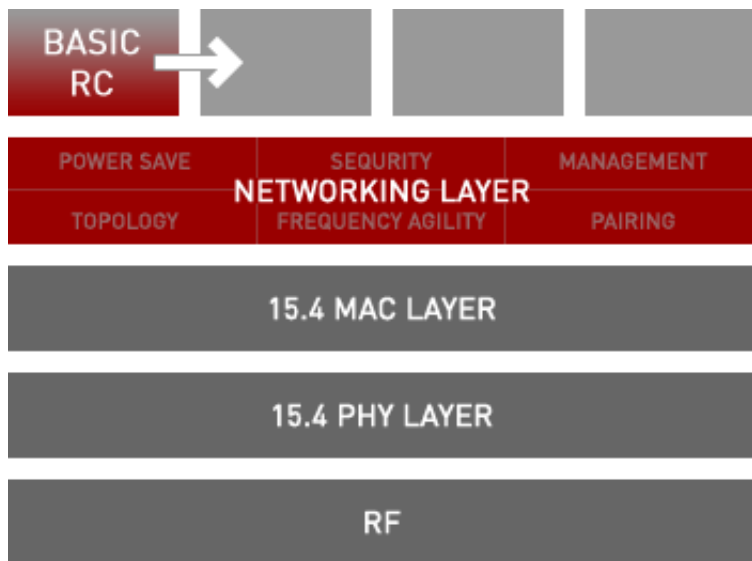 BASIC
RC
POWER SAVE
SEQURITY
MANAGEMENT
NETWORKING LAYER
TOPOLOGY
FREQUENCY AGILITY
PAIRING
15.4 MAC LAYER
15.4 PHY LAYER
RF